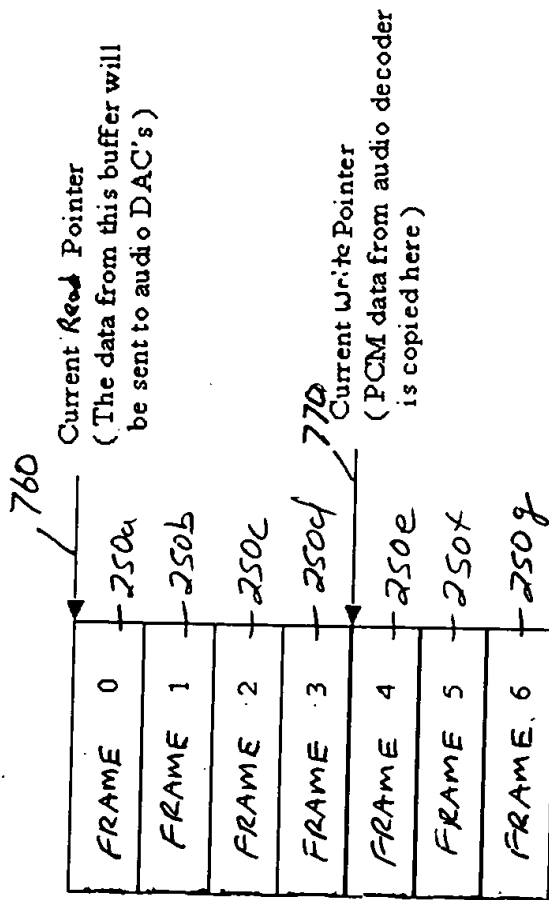 760
Current Read Pointer
(The data from this buffer will
be sent to audio DAC's)
FRAME 0
250a
FRAME 1
250b
FRAME 2
250c
FRAME 3
250d
770
Current Write Pointer
(PCM data from audio decoder
is copied here)
FRAME 4
250e
FRAME 5
250f
FRAME 6
250g